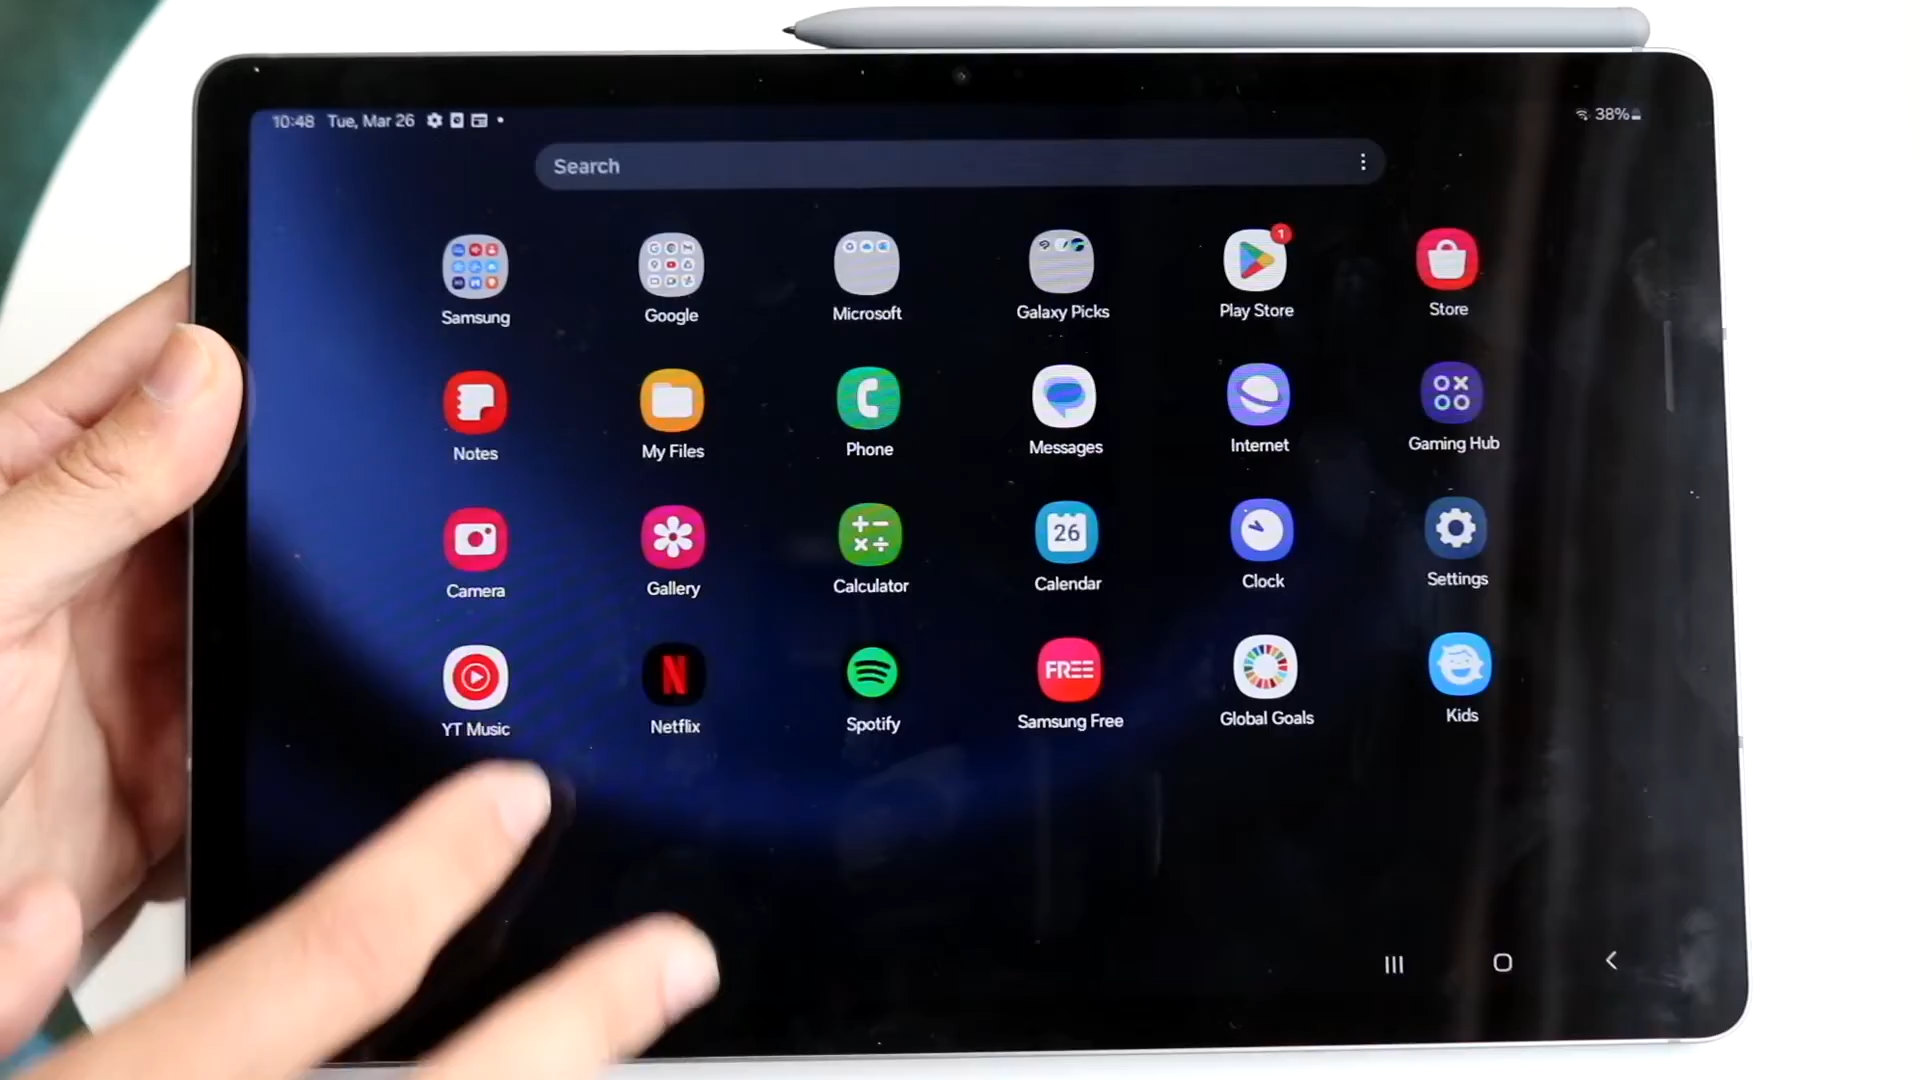 10:48 Tue, Mar 26
38%
Search
Samsung
Google
Microsoft
Galaxy Picks
1
Play Store
Store
Notes
My Files
Phone
Messages
Internet
Gaming Hub
Camera
Gallery
Calculator
26
Calendar
Clock
Settings
YT Music
N
Netflix
Spotify
FREE
Samsung Free
Global Goals
Kids